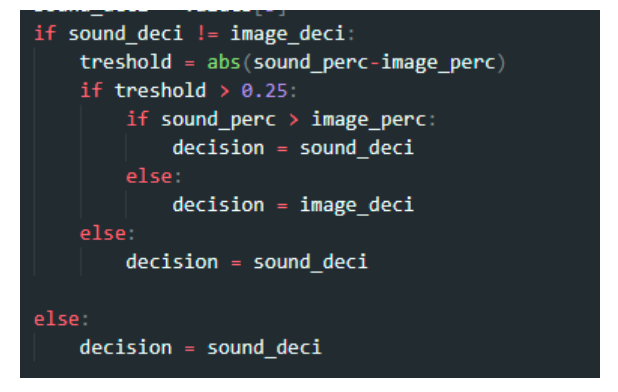 if sound_deci != image_deci:
treshold = abs(sound_perc-image_perc)
if treshold > 0.25:
if sound_perc > image_perc:
decision = sound_deci
else:
decision = image_deci
else:
decision = sound_deci
else:
decision = sound_deci